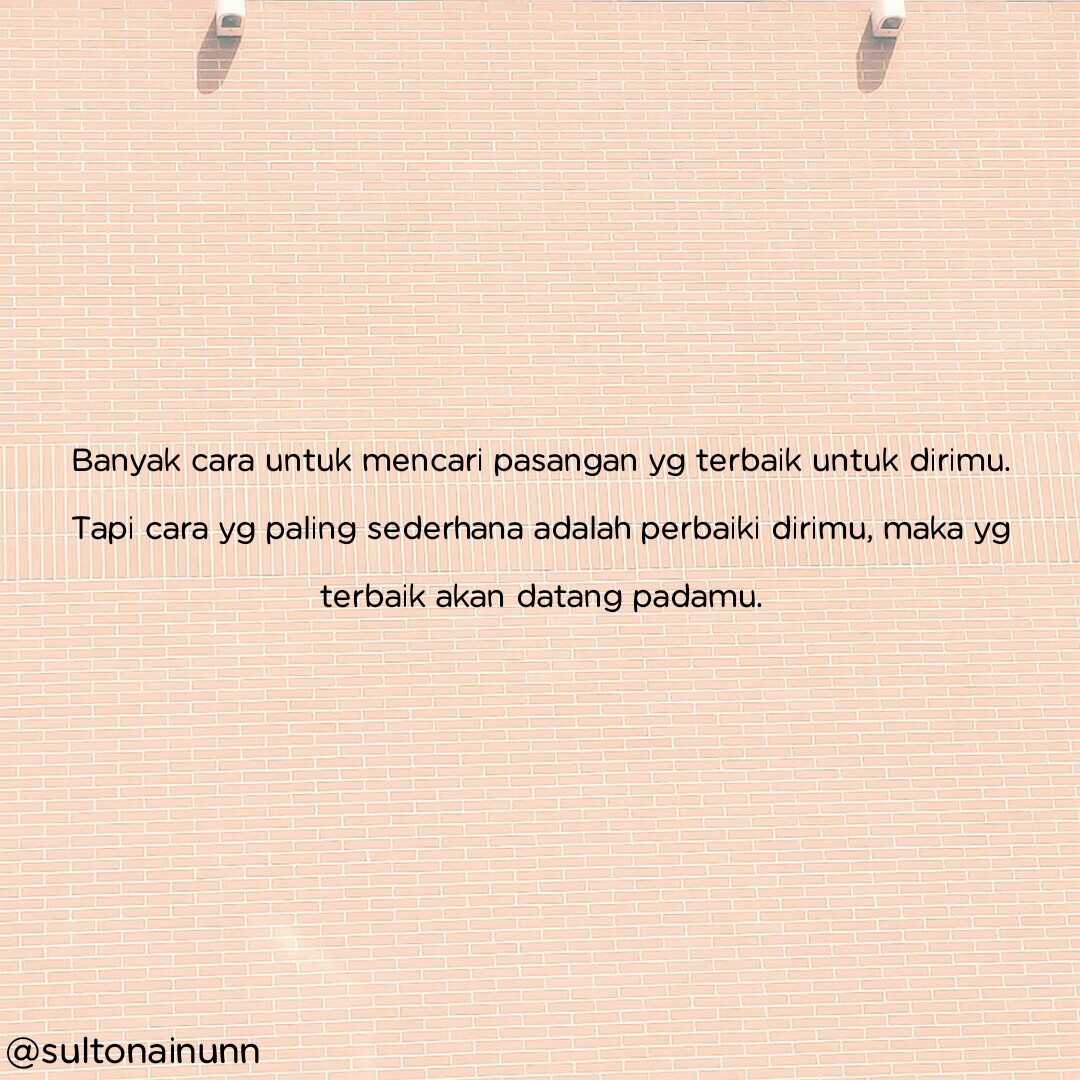 Banyak cara untuk mencari pasangan yg terbaik untuk dirimu.
Tapi cara yg paling sederhana adalah perbaiki dirimu, maka yg
terbaik akan datang padamu.
@sultonainunn